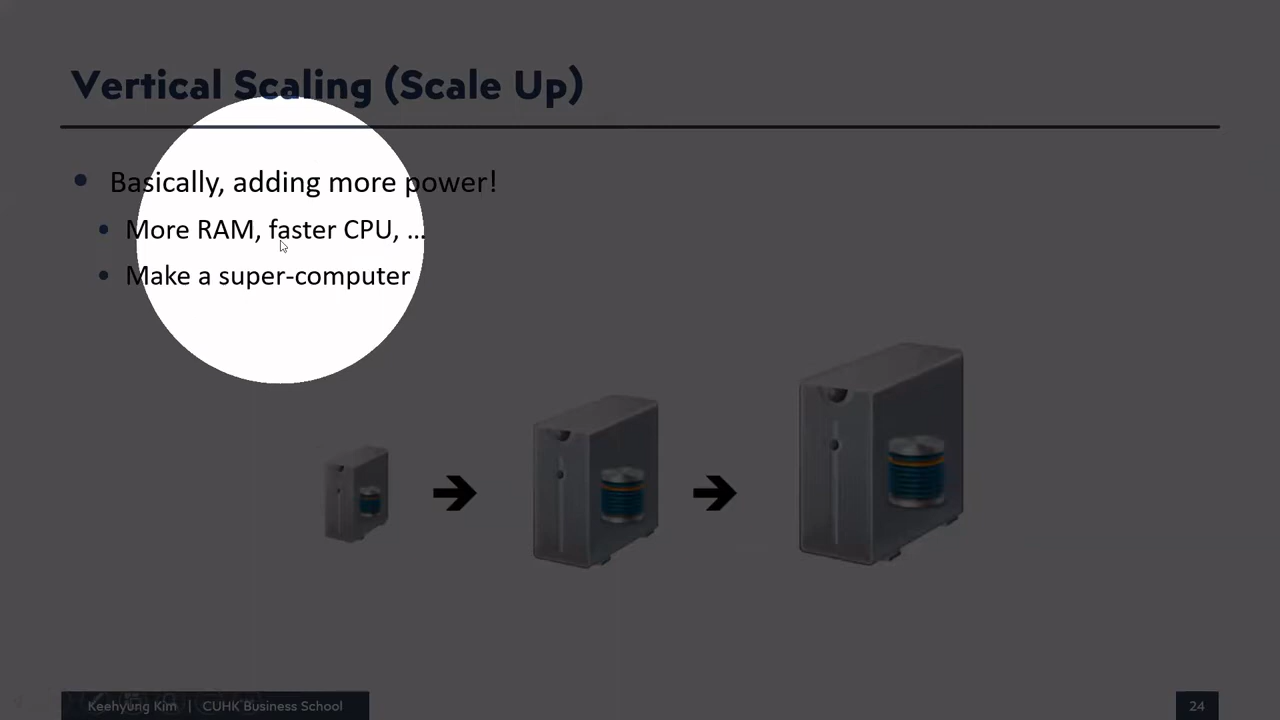 Vertical Scaling (Scale Up)
Basically, adding more power!
More RAM, faster CPU, ...
Make a super-computer
Keehyung Kim | CUHK Business School
24